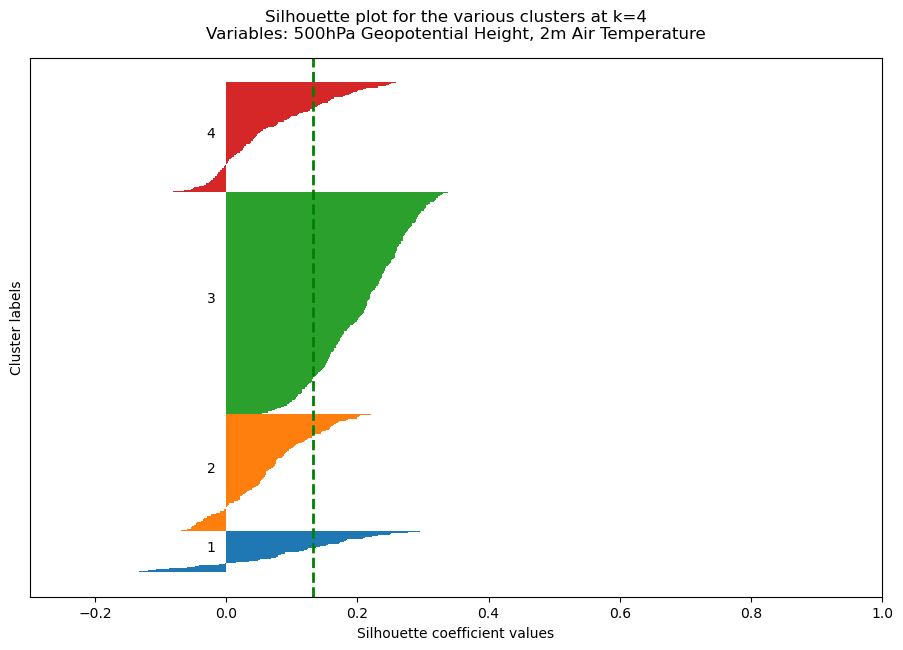 Silhouette plot for the various clusters at k=4
Variables: 500hPa Geopotential Height, 2m Air Temperature
4
3
2
1
Cluster labels
−0.2 0.0 0.2 0.4 0.6 0.8 1.0
Silhouette coefficient values